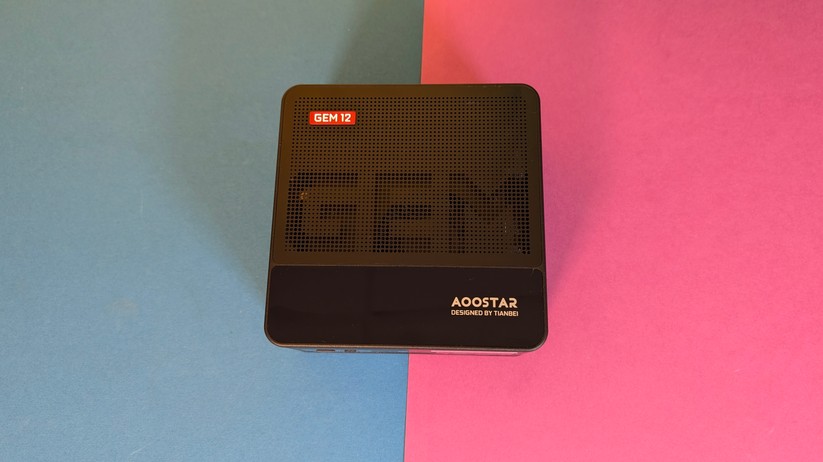 GEM 12
GEM
AOOSTAR
DESIGNED BY TIANBEI